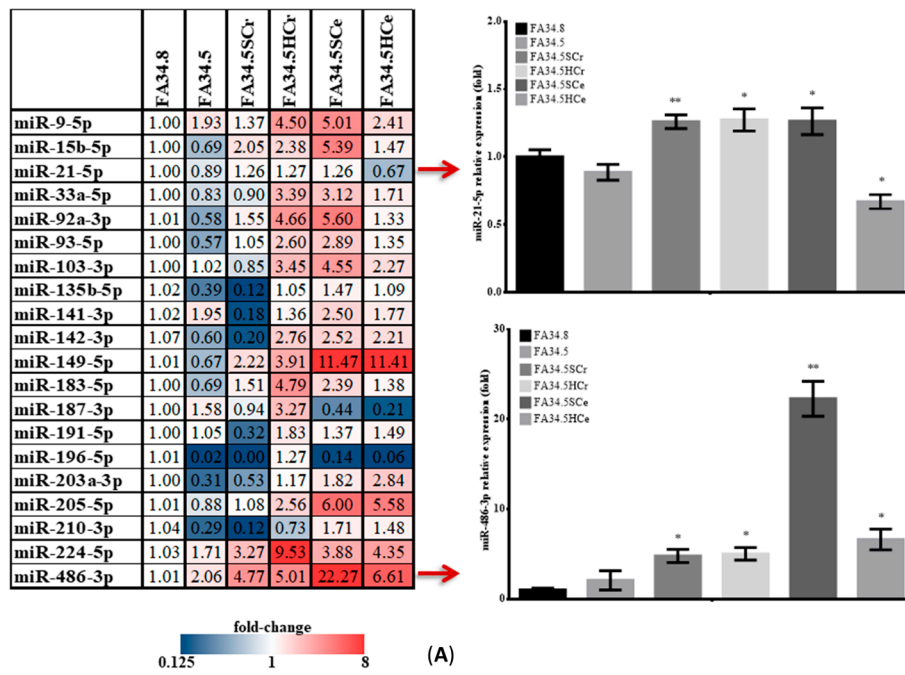 FA34.8 FA34.5 FA34.5SCr FA34.5HCr FA34.5SCe FA34.5HCe
miR-9-5p 1.00 1.93 1.37 4.50 5.01 2.41
miR-15b-5p 1.00 0.69 2.05 2.38 5.39 1.47
miR-21-5p 1.00 0.89 1.26 1.27 1.26 0.67
miR-33a-5p 1.00 0.83 0.90 3.39 3.12 1.71
miR-92a-3p 1.01 0.58 1.55 4.66 5.60 1.33
miR-93-5p 1.00 0.57 1.05 2.60 2.89 1.35
miR-103-3p 1.00 1.02 0.85 3.45 4.55 2.27
miR-135b-5p 1.02 0.39 0.12 1.05 1.47 1.09
miR-141-3p 1.02 1.95 0.18 1.36 2.50 1.77
miR-142-3p 1.07 0.60 0.20 2.76 2.52 2.21
miR-149-5p 1.01 0.67 2.22 3.91 11.47 11.41
miR-183-5p 1.00 0.69 1.51 4.79 2.39 1.38
miR-187-3p 1.00 1.58 0.94 3.27 0.44 0.21
miR-191-5p 1.00 1.05 0.32 1.83 1.37 1.49
miR-196-5p 1.01 0.02 0.00 1.27 0.14 0.06
miR-203a-3p 1.00 0.31 0.53 1.17 1.82 2.84
miR-205-5p 1.01 0.88 1.08 2.56 6.00 5.58
miR-210-3p 1.04 0.29 0.12 0.73 1.71 1.48
miR-224-5p 1.03 1.71 3.27 9.53 3.88 4.35
miR-486-3p 1.01 2.06 4.77 5.01 22.27 6.61
fold-change
0.125 1 8
(A)
miR-21-5p relative expression (fold)
2.0
1.5
1.0
0.5
0.0
FA34.8
FA34.5
FA34.5SCr
FA34.5HCr
FA34.5SCe
FA34.5HCe
** * * *
miR-486-3p relative expression (fold)
30
20
10
0
FA34.8
FA34.5
FA34.5SCr
FA34.5HCr
FA34.5SCe
FA34.5HCe
* * ** *